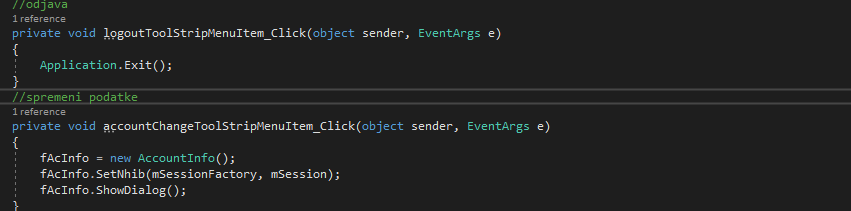 //odjava
1 reference
private void logoutToolStripMenuItem_Click(object sender, EventArgs e)
{
Application.Exit();
}
//spremeni podatke
1 reference
private void accountChangeToolStripMenuItem_Click(object sender, EventArgs e)
{
fAcInfo = new AccountInfo();
fAcInfo.SetNhib(mSessionFactory, mSession);
fAcInfo.ShowDialog();
}